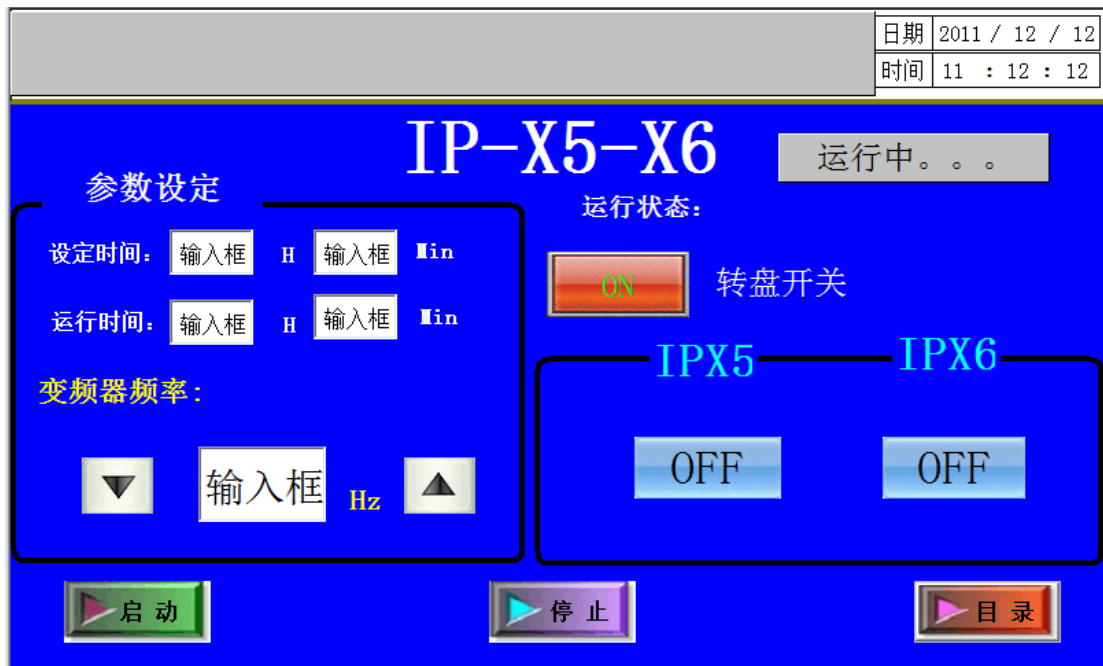 日期 2011 / 12 / 12
时间 11 : 12 : 12
IP-X5-X6
运行中。。。
参数设定
运行状态:
设定时间: 输入框 H 输入框 Min
ON 转盘开关
运行时间: 输入框 H 输入框 Min
IPX5 IPX6
变频器频率:
输入框 Hz
OFF OFF
启动 停止 目录